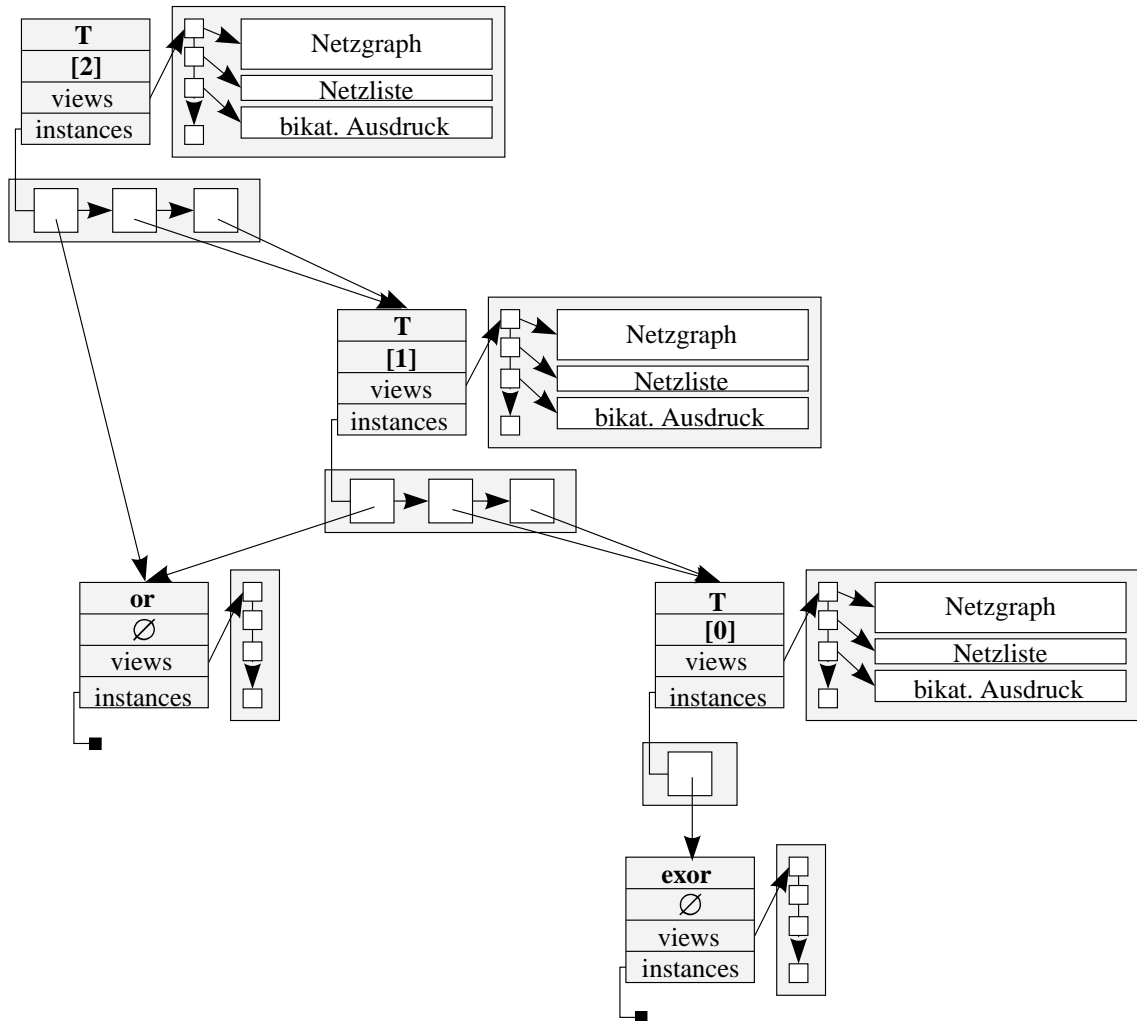 T
[2]
views
instances
Netzgraph
Netzliste
bikat. Ausdruck
T
[1]
views
instances
Netzgraph
Netzliste
bikat. Ausdruck
or
∅
views
instances
T
[0]
views
instances
Netzgraph
Netzliste
bikat. Ausdruck
exor
∅
views
instances